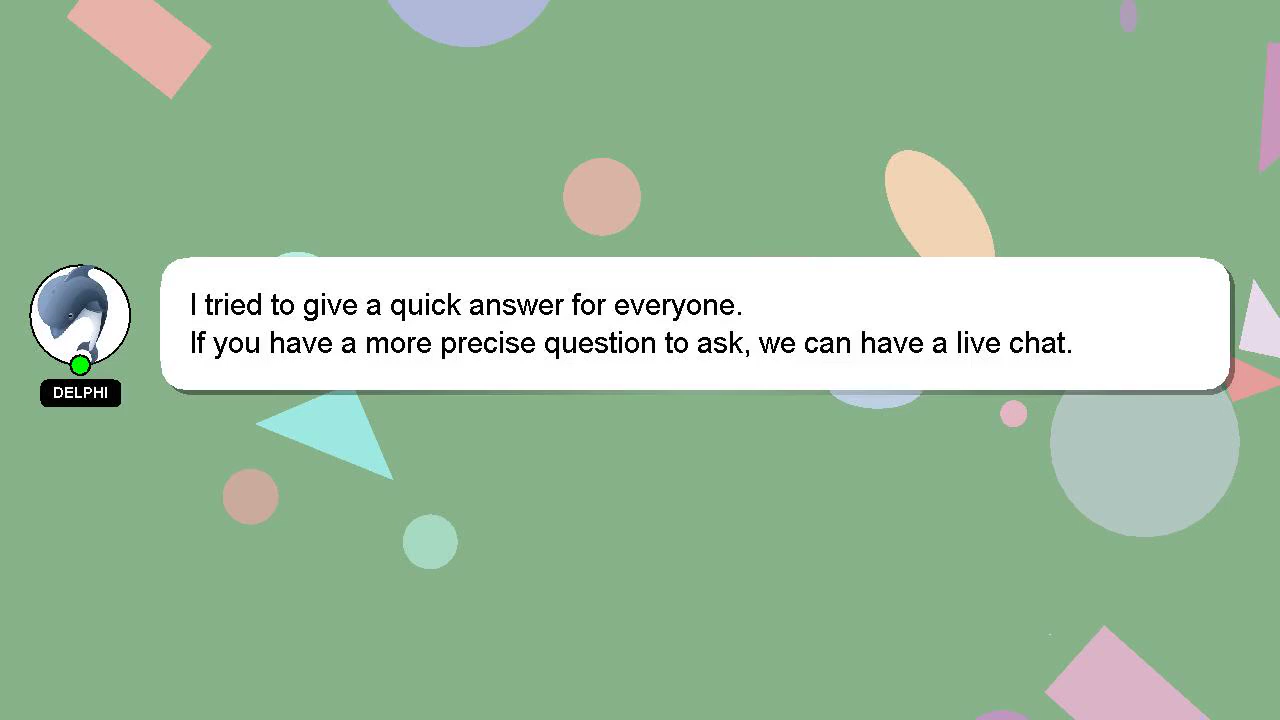 I tried to give a quick answer for everyone.
If you have a more precise question to ask, we can have a live chat.
DELPHI